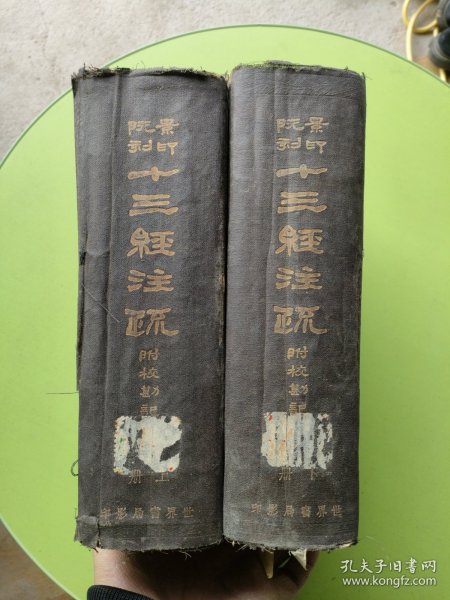 景印
阮刻
十三經注疏
附校勘記
上册
世界書局影印
景印
阮刻
十三經注疏
附校勘記
下册
世界書局影印
孔夫子旧书网
www.kongfz.com